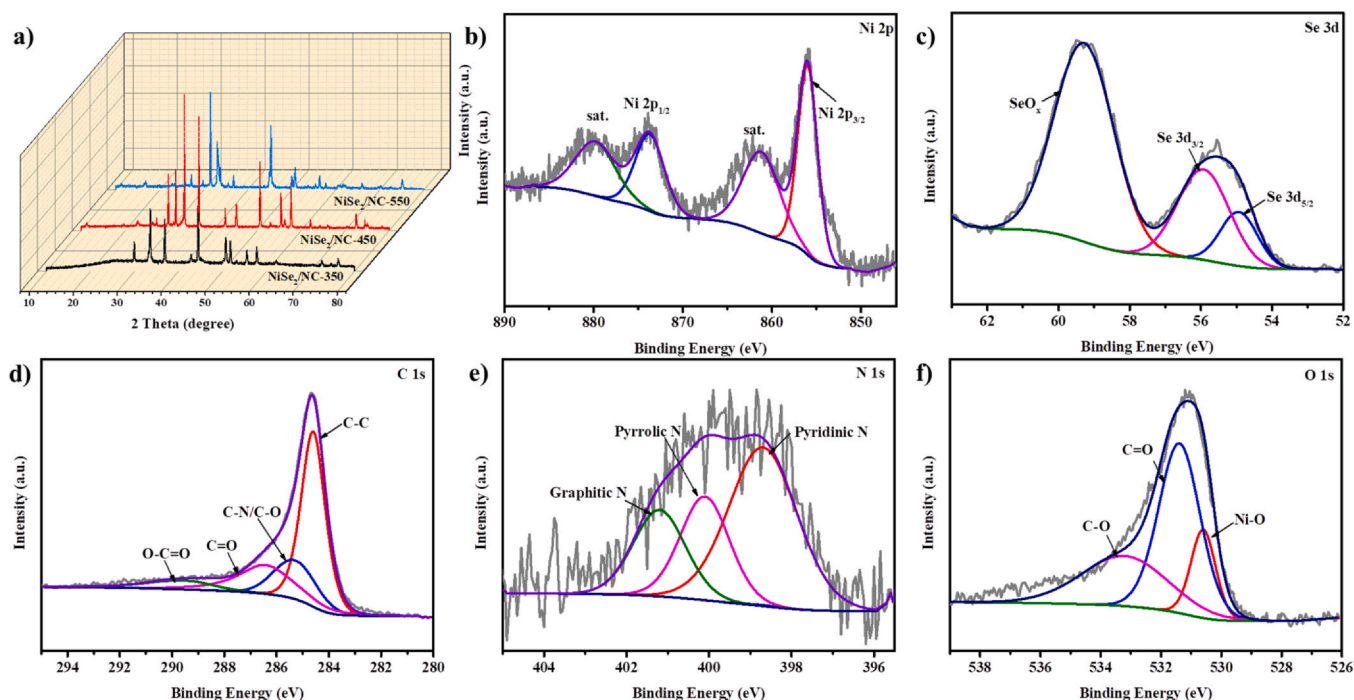 a)
Intensity (a.u.)
NiSe₂/NC-550
NiSe₂/NC-450
NiSe₂/NC-350
10 20 30 40 50 60 70 80
2 Theta (degree)
b)
Ni 2p
Intensity (a.u.)
sat.
Ni 2p₁/₂
sat.
Ni 2p₃/₂
890 880 870 860 850
Binding Energy (eV)
c)
Se 3d
Intensity (a.u.)
SeOₓ
Se 3d₃/₂
Se 3d₅/₂
62 60 58 56 54 52
Binding Energy (eV)
d)
C 1s
Intensity (a.u.)
C-C
C-N/C-O
C=O
O-C=O
294 292 290 288 286 284 282 280
Binding Energy (eV)
e)
N 1s
Intensity (a.u.)
Pyrrolic N
Pyridinic N
Graphitic N
404 402 400 398 396
Binding Energy (eV)
f)
O 1s
Intensity (a.u.)
C=O
C-O
Ni-O
538 536 534 532 530 528 526
Binding Energy (eV)
Intensity (a.u.)